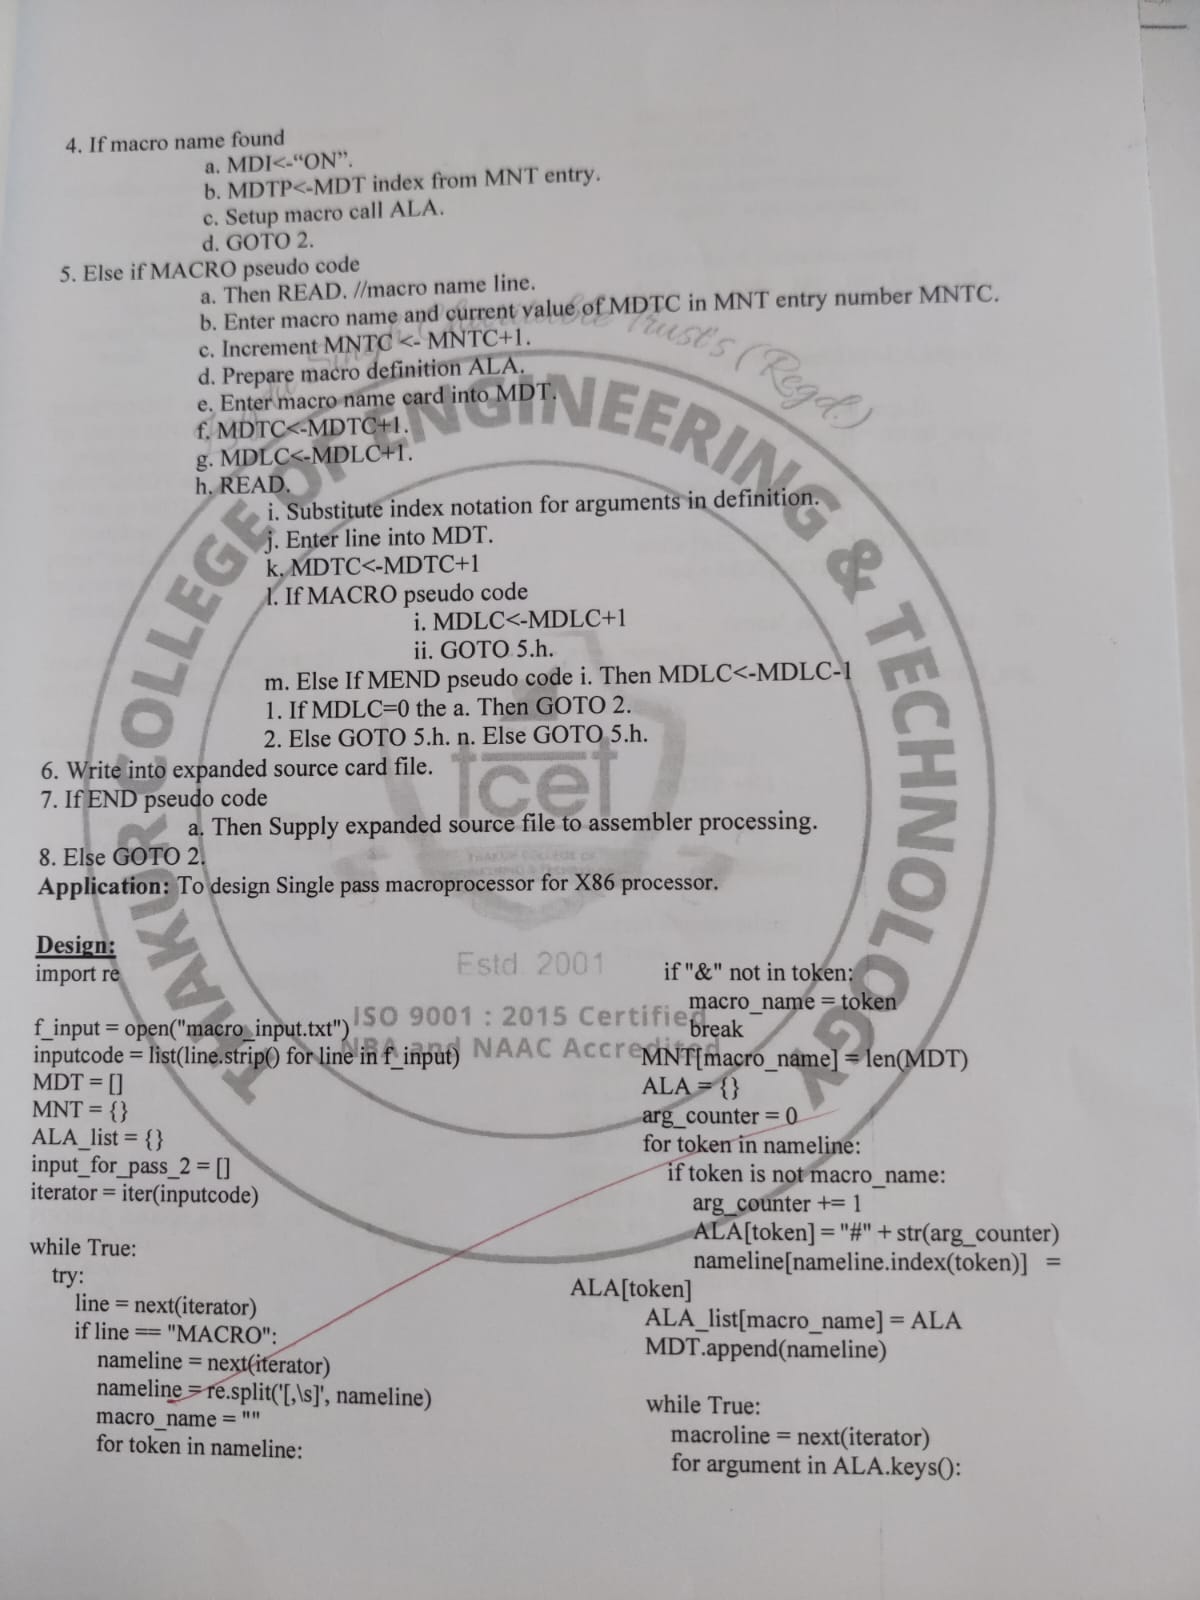 4. If macro name found
a. MDI<-“ON”.
b. MDTP<-MDT index from MNT entry.
c. Setup macro call ALA.
d. GOTO 2.
5. Else if MACRO pseudo code
a. Then READ. //macro name line.
b. Enter macro name and current value of MDTC in MNT entry number MNTC.
c. Increment MNTC <- MNTC+1.
d. Prepare macro definition ALA.
e. Enter macro name card into MDT.
f. MDTC<-MDTC+1.
g. MDLC<-MDLC+1.
h. READ.
i. Substitute index notation for arguments in definition.
j. Enter line into MDT.
k. MDTC<-MDTC+1
l. If MACRO pseudo code
i. MDLC<-MDLC+1
ii. GOTO 5.h.
m. Else If MEND pseudo code i. Then MDLC<-MDLC-1
1. If MDLC=0 the a. Then GOTO 2.
2. Else GOTO 5.h. n. Else GOTO 5.h.
6. Write into expanded source card file.
7. If END pseudo code
a. Then Supply expanded source file to assembler processing.
8. Else GOTO 2.
Application: To design Single pass macroprocessor for X86 processor.
Design:
import re
f_input = open("macro_input.txt")
inputcode = list(line.strip() for line in f_input)
MDT = []
MNT = {}
ALA_list = {}
input_for_pass_2 = []
iterator = iter(inputcode)
while True:
try:
line = next(iterator)
if line == "MACRO":
nameline = next(iterator)
nameline = re.split('[,\s]', nameline)
macro_name = ""
for token in nameline:
if "&" not in token:
macro_name = token
break
MNT[macro_name] = len(MDT)
ALA = {}
arg_counter = 0
for token in nameline:
if token is not macro_name:
arg_counter += 1
ALA[token] = "#" + str(arg_counter)
nameline[nameline.index(token)] =
ALA[token]
ALA_list[macro_name] = ALA
MDT.append(nameline)
while True:
macroline = next(iterator)
for argument in ALA.keys():
Charitable Trust's (Regd.)
THAKUR COLLEGE OF ENGINEERING & TECHNOLOGY
tcet
Estd. 2001
ISO 9001 : 2015 Certified
NBA and NAAC Accredited